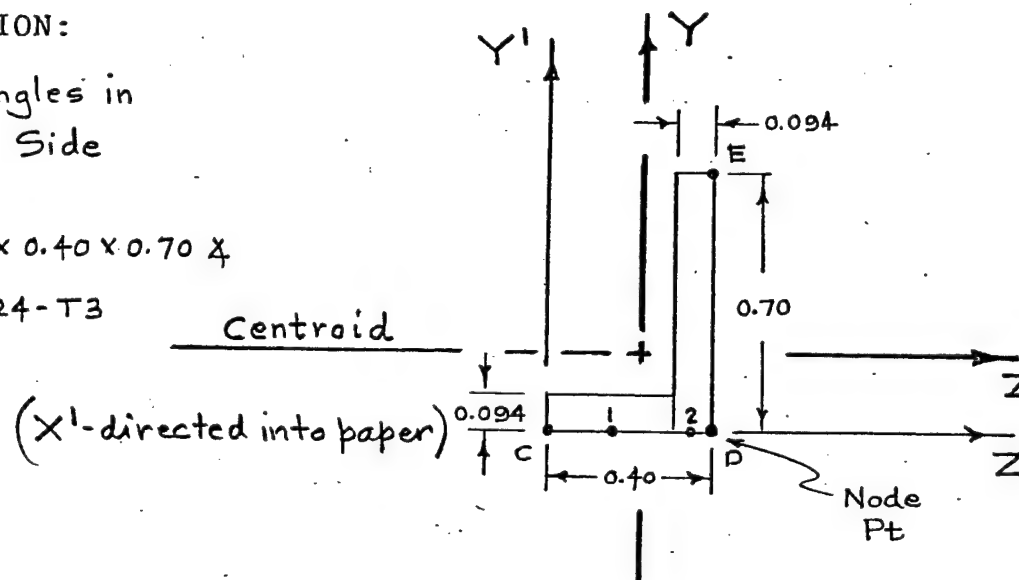 ION:
Y'
Y
ngles in
Side
0.094
E
x 0.40 x 0.70 ∡
24-T3
0.70
Centroid
Z
(X'-directed into paper)
0.094
1
2
C
D
Z
0.40
Node
Pt